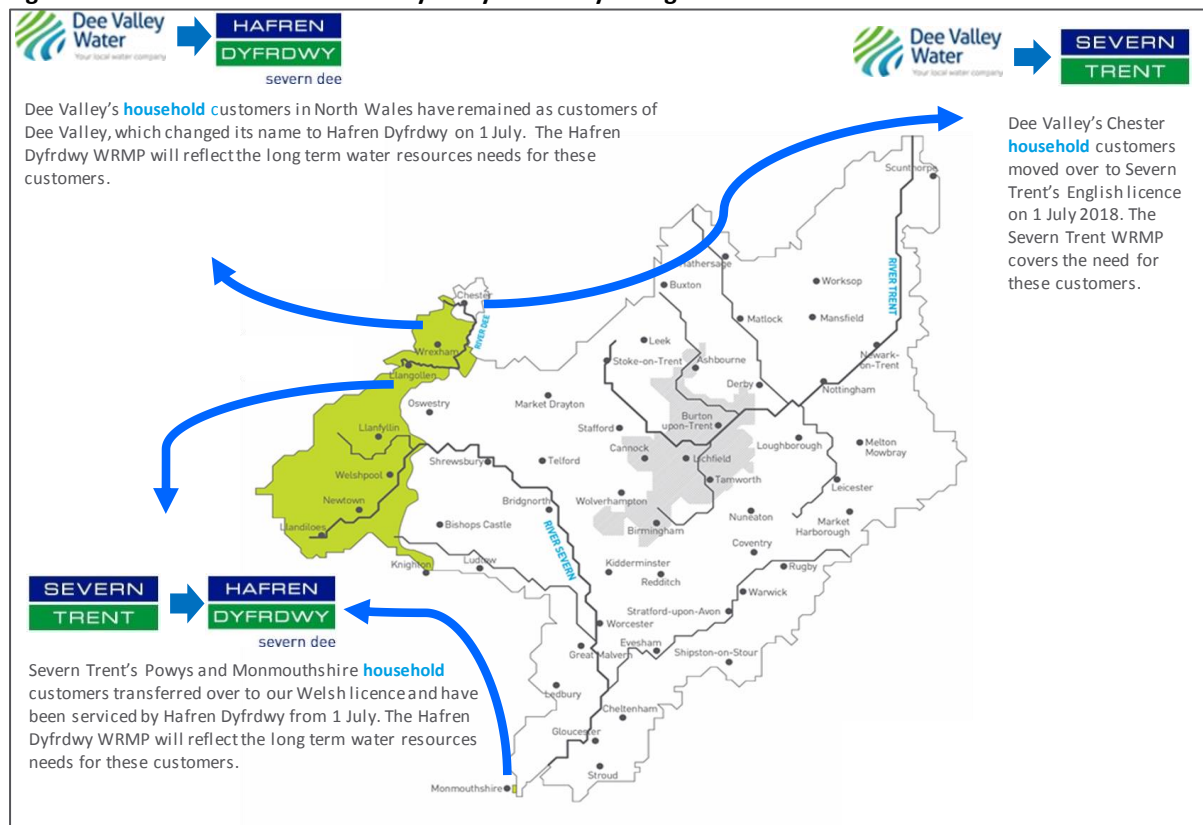 Dee Valley
Water
Your local water company
HAFREN
DYFRDWY
severn dee
Dee Valley's household customers in North Wales have remained as customers of
Dee Valley, which changed its name to Hafren Dyfrdwy on 1 July. The Hafren
Dyfrdwy WRMP will reflect the long term water resources needs for these
customers.
Dee Valley
Water
Your local water company
SEVERN
TRENT
Dee Valley's Chester
household customers
moved over to Severn
Trent's English licence
on 1 July 2018. The
Severn Trent WRMP
covers the need for
these customers.
Scunthorpe
Hathersage
Buxton
Worksop
RIVER TRENT
Chester
RIVER DEE
Matlock
Mansfield
Wrexham
Leek
Stoke-on-Trent
Ashbourne
Newark-
on-Trent
Llangollen
Derby
Nottingham
Oswestry
Market Drayton
Burton
upon-Trent
Llanfyllin
Stafford
Loughborough
Melton
Mowbray
Cannock
Lichfield
Shrewsbury
Telford
Welshpool
Tamworth
Leicester
Newtown
Bridgnorth
Wolverhampton
Nuneaton
Market
Harborough
Llandiloes
Bishops Castle
Birmingham
RIVER SEVERN
Coventry
Knighton
Ludlow
Kidderminster
Redditch
Rugby
Warwick
Stratford-upon-Avon
Worcester
Evesham
Great Malvern
Shipston-on-Stour
Ledbury
Cheltenham
Gloucester
Stroud
Monmouthshire
SEVERN
TRENT
HAFREN
DYFRDWY
severn dee
Severn Trent's Powys and Monmouthshire household
customers transferred over to our Welsh licence and have
been serviced by Hafren Dyfrdwy from 1 July. The Hafren
Dyfrdwy WRMP will reflect the long term water resources
needs for these customers.